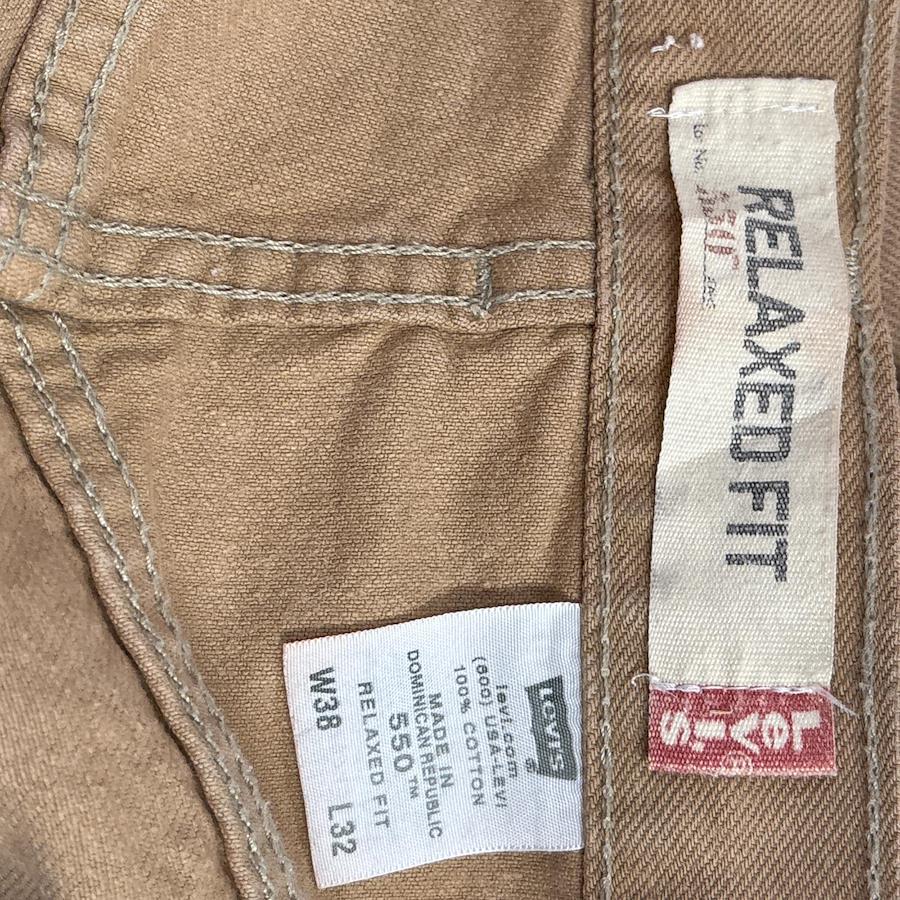 RELAXED FIT
550™
Levi's®
Levi's®
levi.com
(800) USA-LEVI
100% COTTON
MADE IN
DOMINICAN REPUBLIC
550™
RELAXED FIT
W38 L32